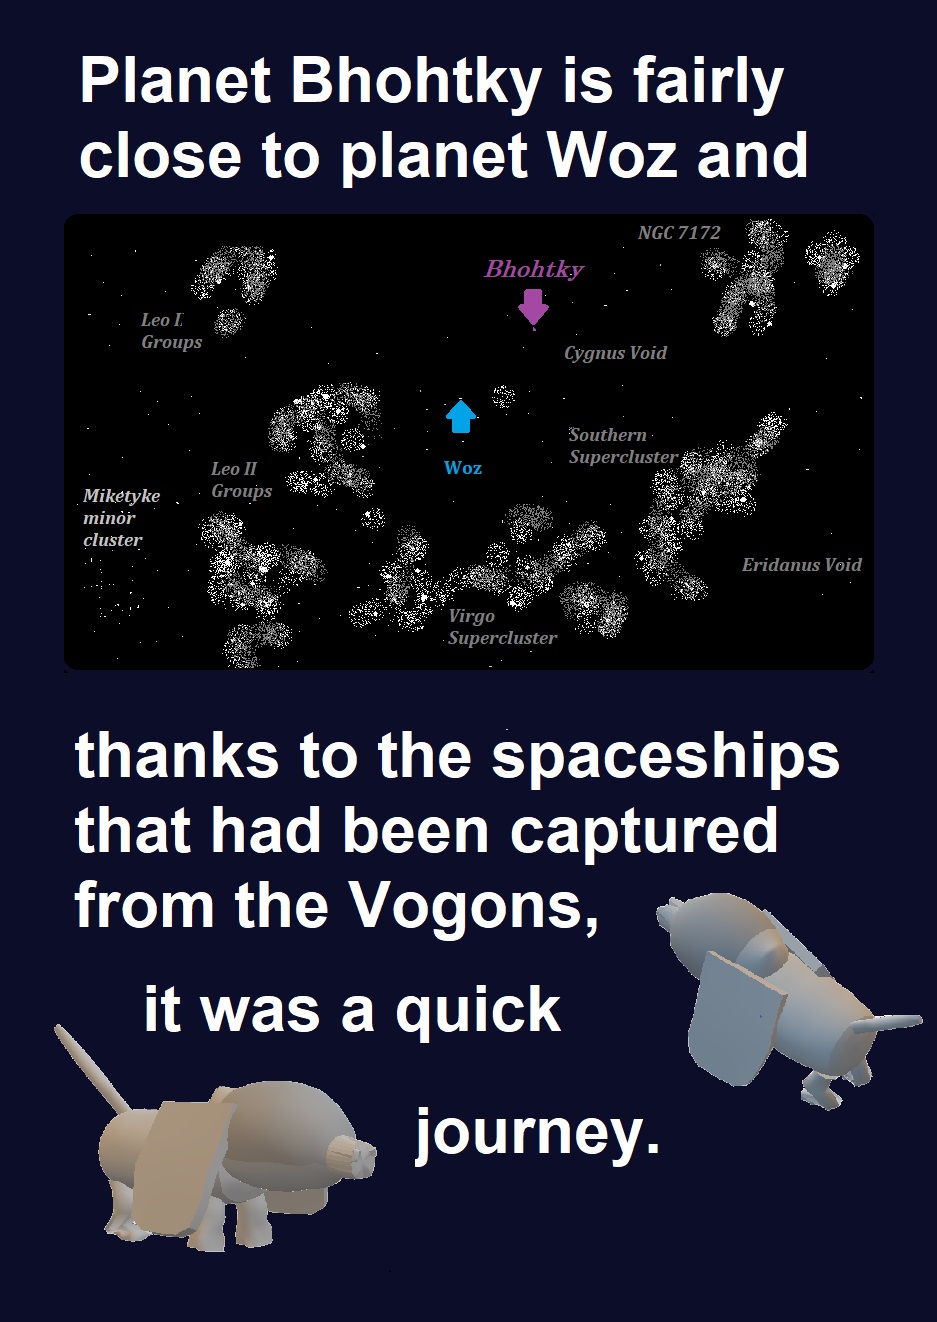 Planet Bhohtky is fairly
close to planet Woz and
NGC 7172
Bhohtky
Leo I
Groups
Cygnus Void
Southern
Supercluster
Woz
Leo II
Groups
Miketyke
minor
cluster
Eridanus Void
Virgo
Supercluster
thanks to the spaceships
that had been captured
from the Vogons,
it was a quick
journey.